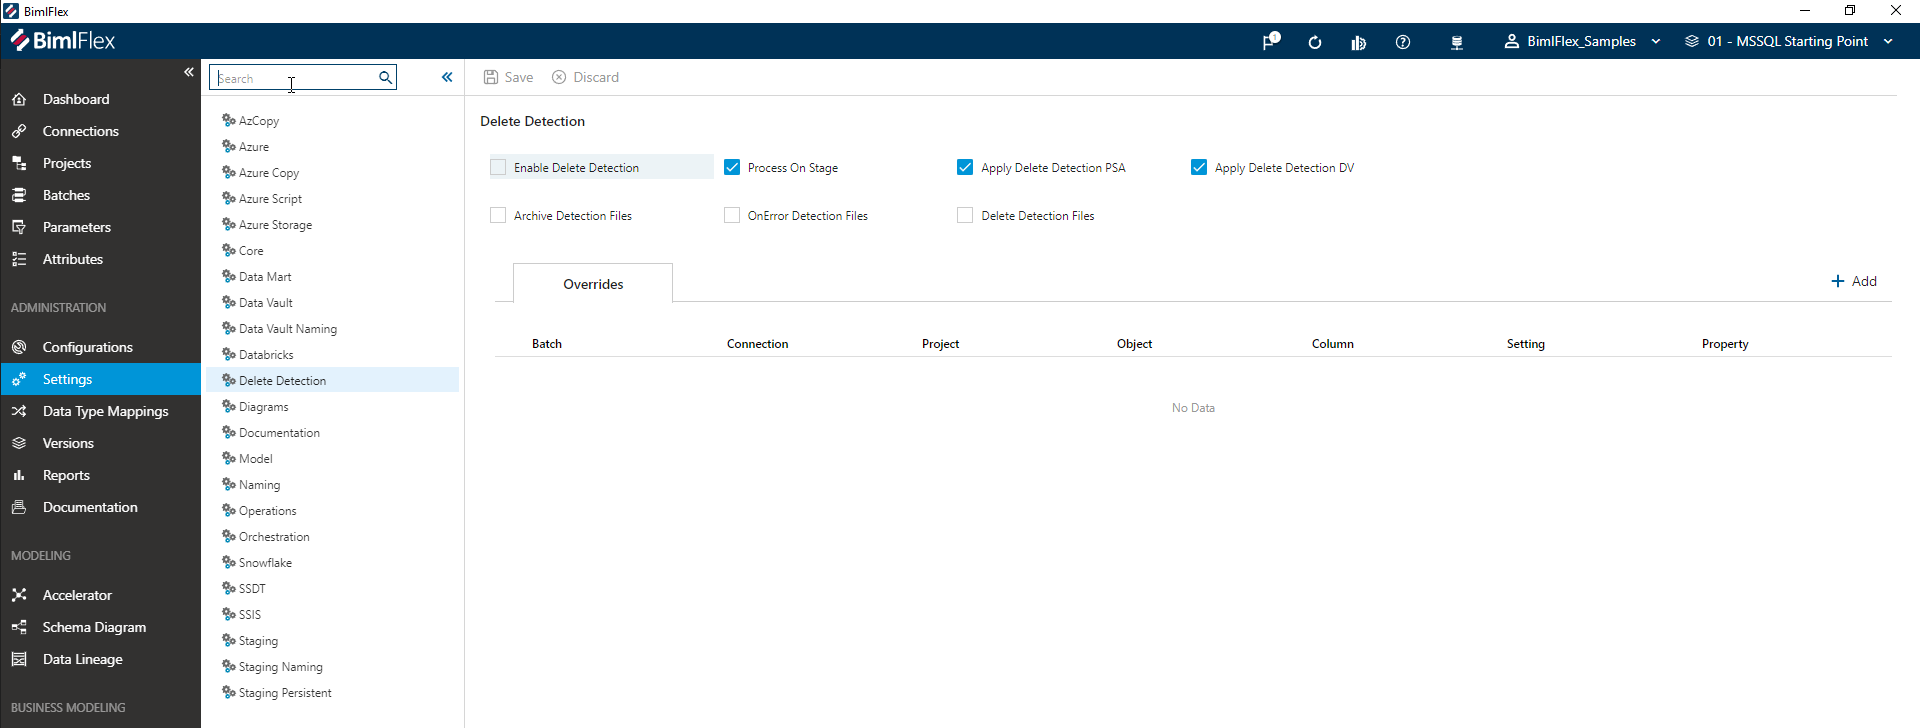 BimlFlex
BimlFlex
1
BimlFlex_Samples
01 - MSSQL Starting Point
Dashboard
Connections
Projects
Batches
Parameters
Attributes
ADMINISTRATION
Configurations
Settings
Data Type Mappings
Versions
Reports
Documentation
MODELING
Accelerator
Schema Diagram
Data Lineage
BUSINESS MODELING
Search
AzCopy
Azure
Azure Copy
Azure Script
Azure Storage
Core
Data Mart
Data Vault
Data Vault Naming
Databricks
Delete Detection
Diagrams
Documentation
Model
Naming
Operations
Orchestration
Snowflake
SSDT
SSIS
Staging
Staging Naming
Staging Persistent
Save Discard
Delete Detection
Enable Delete Detection Process On Stage Apply Delete Detection PSA Apply Delete Detection DV
Archive Detection Files OnError Detection Files Delete Detection Files
Overrides
Add
Batch Connection Project Object Column Setting Property
No Data